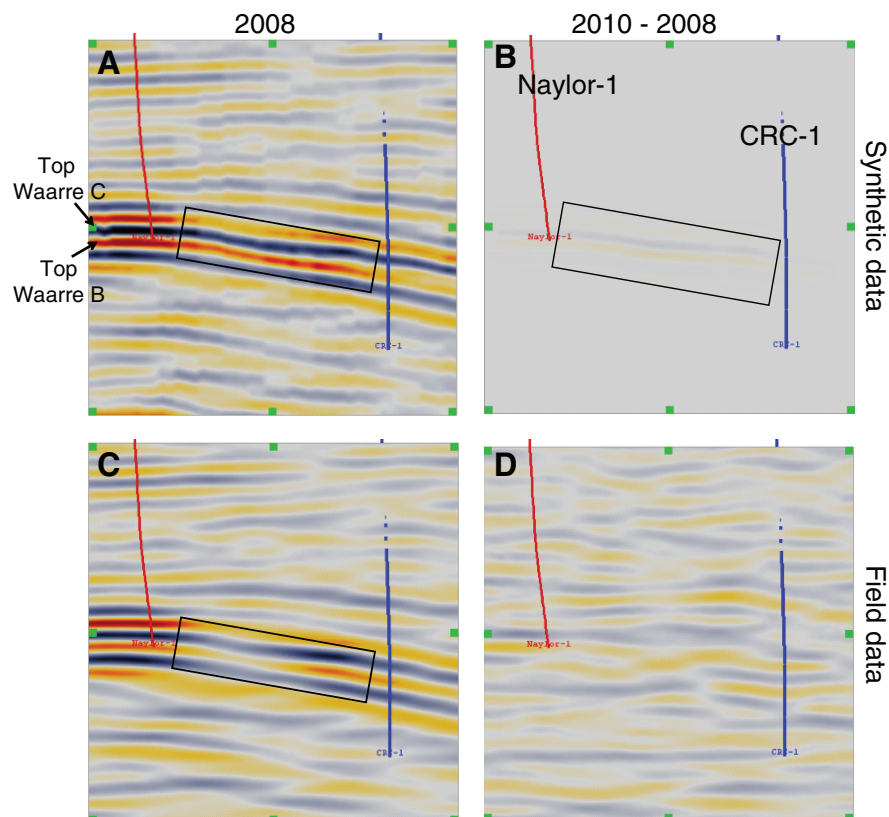 2008
2010 - 2008
A
B
Naylor-1
CRC-1
Top
Waarre C
Top
Waarre B
Naylor-1
CRC-1
Naylor-1
CRC-1
Synthetic data
C
D
Naylor-1
CRC-1
Naylor-1
CRC-1
Field data